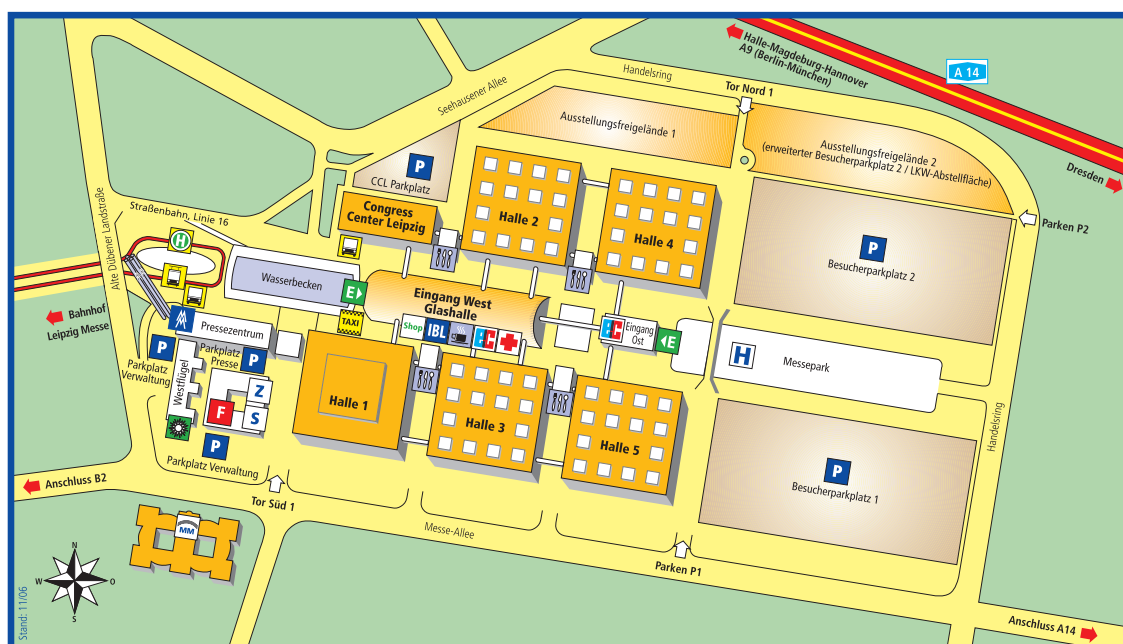 Halle-Magdeburg-Hannover
A9 (Berlin-München)
A 14
Dresden
Handelsring
Tor Nord 1
Seehausener Allee
Ausstellungsfreigelände 1
Ausstellungsfreigelände 2
(erweiterter Besucherparkplatz 2 / LKW-Abstellfläche)
Parken P2
P
CCL Parkplatz
Congress
Center Leipzig
Halle 2
Halle 4
P
Besucherparkplatz 2
Alte Dübener Landstraße
Straßenbahn, Linie 16
H
Wasserbecken
E
TAXI
Eingang West
Glashalle
Shop
IBL
Eingang
Ost
E
H
Messepark
Bahnhof
Leipzig Messe
Pressezentrum
P
Parkplatz
Verwaltung
Parkplatz
Presse
P
Westflügel
Z
F
S
P
Parkplatz Verwaltung
Halle 1
Halle 3
Halle 5
P
Besucherparkplatz 1
Handelsring
Anschluss B2
Tor Süd 1
Messe-Allee
Parken P1
Anschluss A14
MM
N
W
O
S
Stand: 11/06